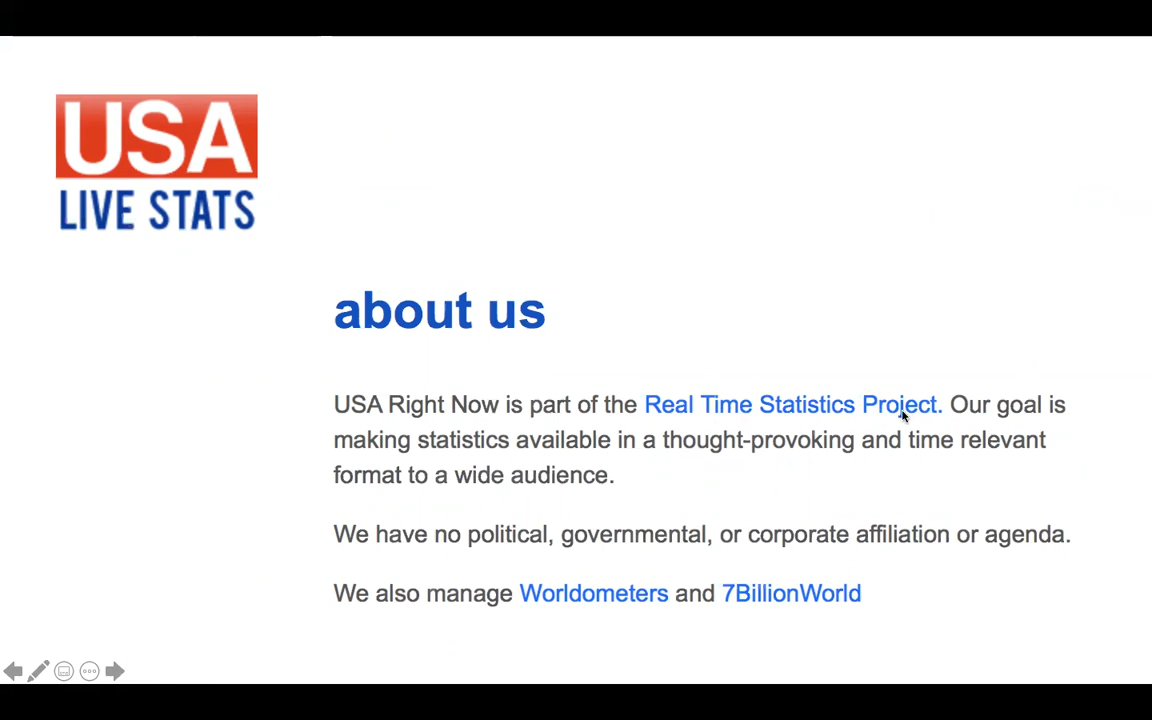 USA
LIVE STATS
about us
USA Right Now is part of the Real Time Statistics Project. Our goal is
making statistics available in a thought-provoking and time relevant
format to a wide audience.
We have no political, governmental, or corporate affiliation or agenda.
We also manage Worldometers and 7BillionWorld